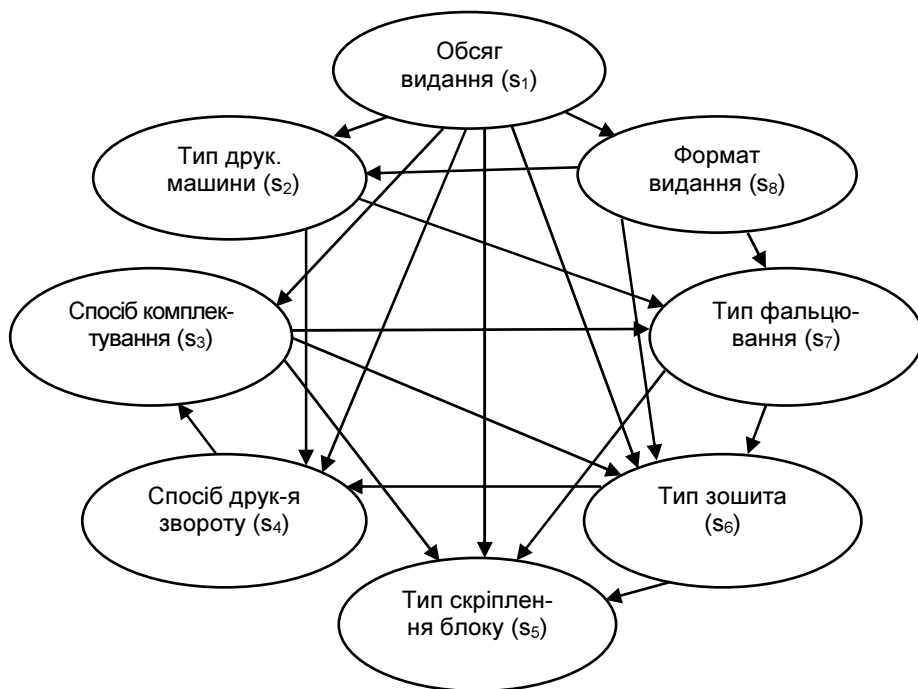 Обсяг
видання (s₁)
Тип друк.
машини (s₂)
Формат
видання (s₈)
Спосіб комплек-
тування (s₃)
Тип фальцю-
вання (s₇)
Спосіб друк-я
звороту (s₄)
Тип зошита
(s₆)
Тип скріплен-
ня блоку (s₅)